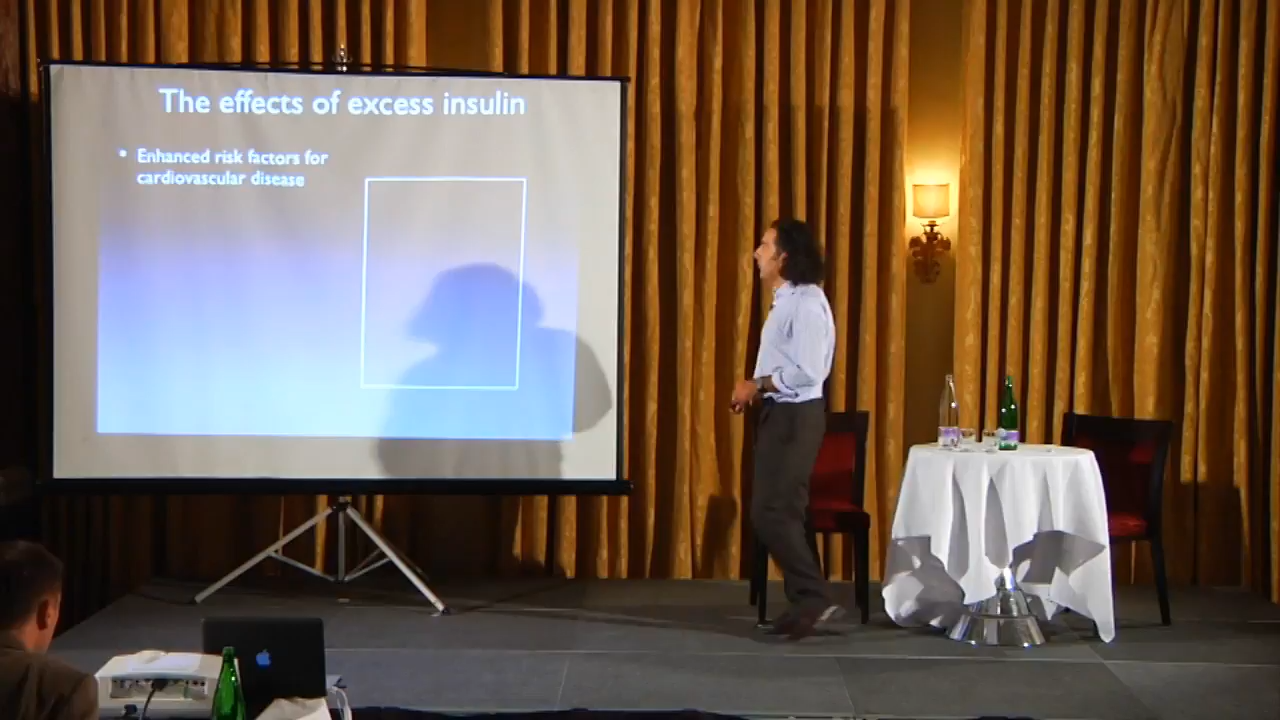 The effects of excess insulin
• Enhanced risk factors for
cardiovascular disease